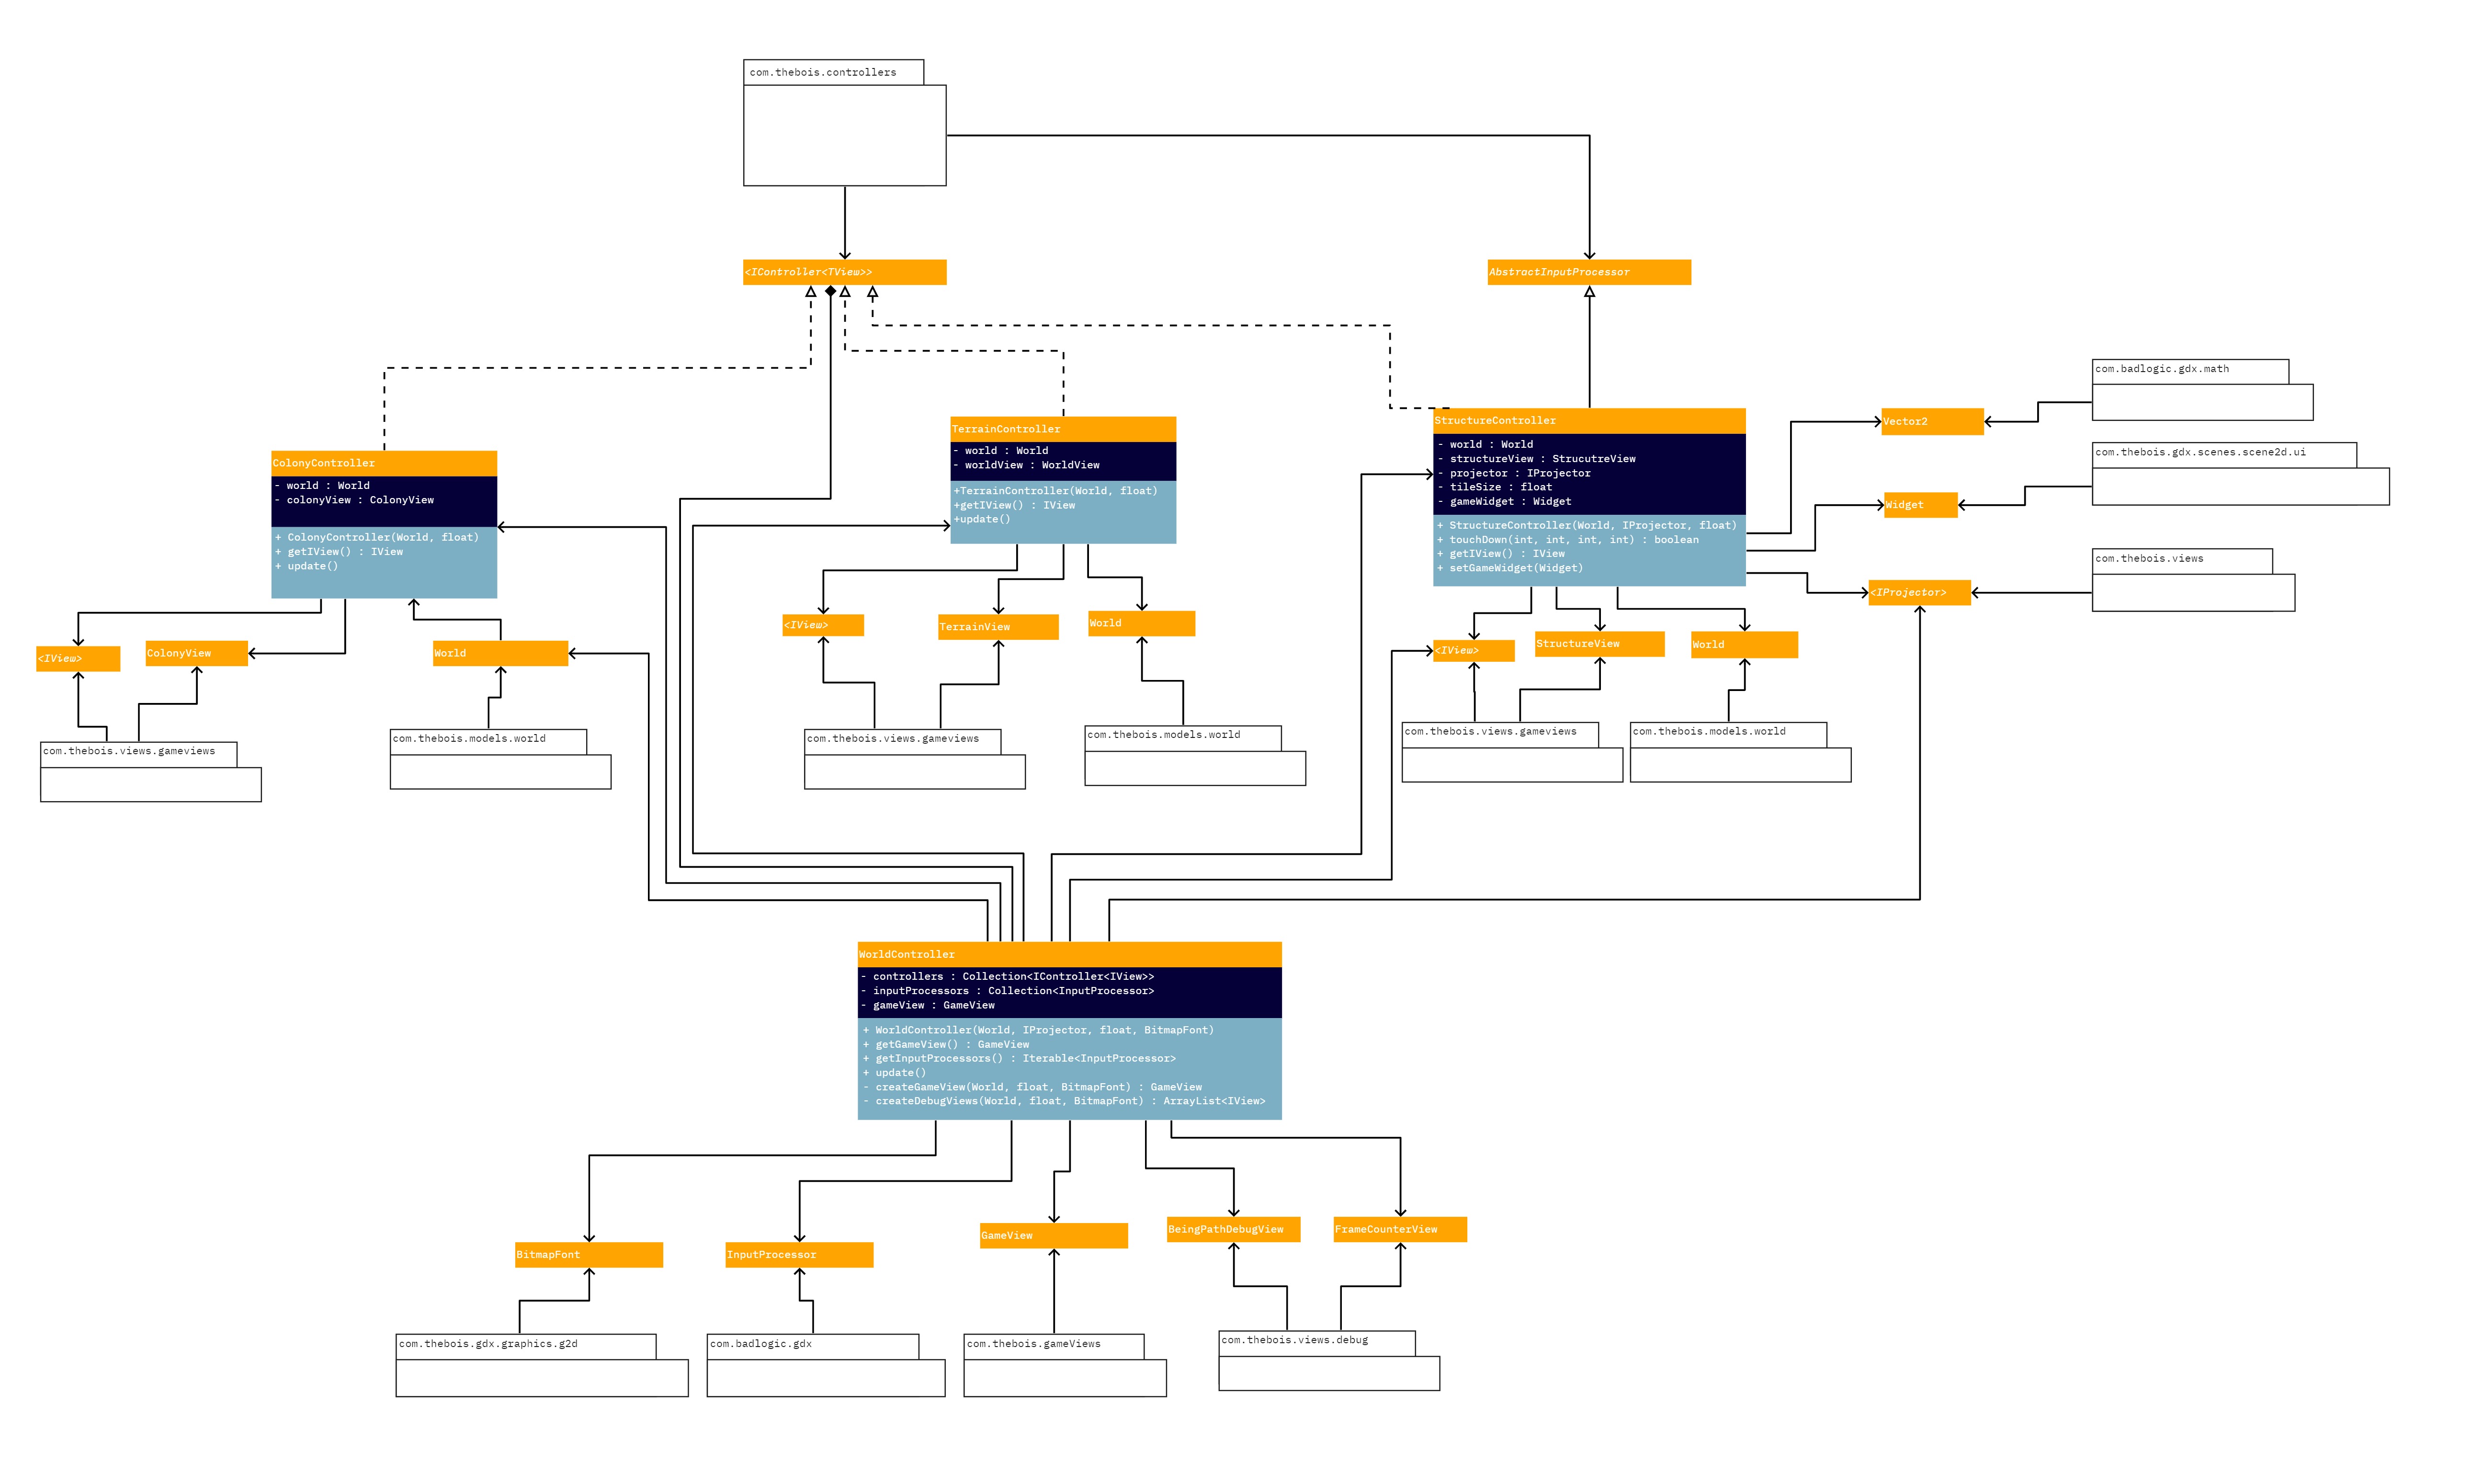 com.thebois.controllers
<IController<TView>>
AbstractInputProcessor
ColonyController
- world : World
- colonyView : ColonyView
+ ColonyController(World, float)
+ getIView() : IView
+ update()
TerrainController
- world : World
- worldView : WorldView
+TerrainController(World, float)
+getIView() : IView
+update()
StructureController
- world : World
- structureView : StrucutreView
- projector : IProjector
- tileSize : float
- gameWidget : Widget
+ StructureController(World, IProjector, float)
+ touchDown(int, int, int, int) : boolean
+ getIView() : IView
+ setGameWidget(Widget)
Vector2
com.badlogic.gdx.math
Widget
com.thebois.gdx.scenes.scene2d.ui
<IProjector>
com.thebois.views
<IView>
ColonyView
World
com.thebois.views.gameviews
com.thebois.models.world
<IView>
TerrainView
World
com.thebois.views.gameviews
com.thebois.models.world
<IView>
StructureView
World
com.thebois.views.gameviews
com.thebois.models.world
WorldController
- controllers : Collection<IController<IView>>
- inputProcessors : Collection<InputProcessor>
- gameView : GameView
+ WorldController(World, IProjector, float, BitmapFont)
+ getGameView() : GameView
+ getInputProcessors() : Iterable<InputProcessor>
+ update()
- createGameView(World, float, BitmapFont) : GameView
- createDebugViews(World, float, BitmapFont) : ArrayList<IView>
BitmapFont
InputProcessor
GameView
BeingPathDebugView
FrameCounterView
com.thebois.gdx.graphics.g2d
com.badlogic.gdx
com.thebois.gameViews
com.thebois.views.debug